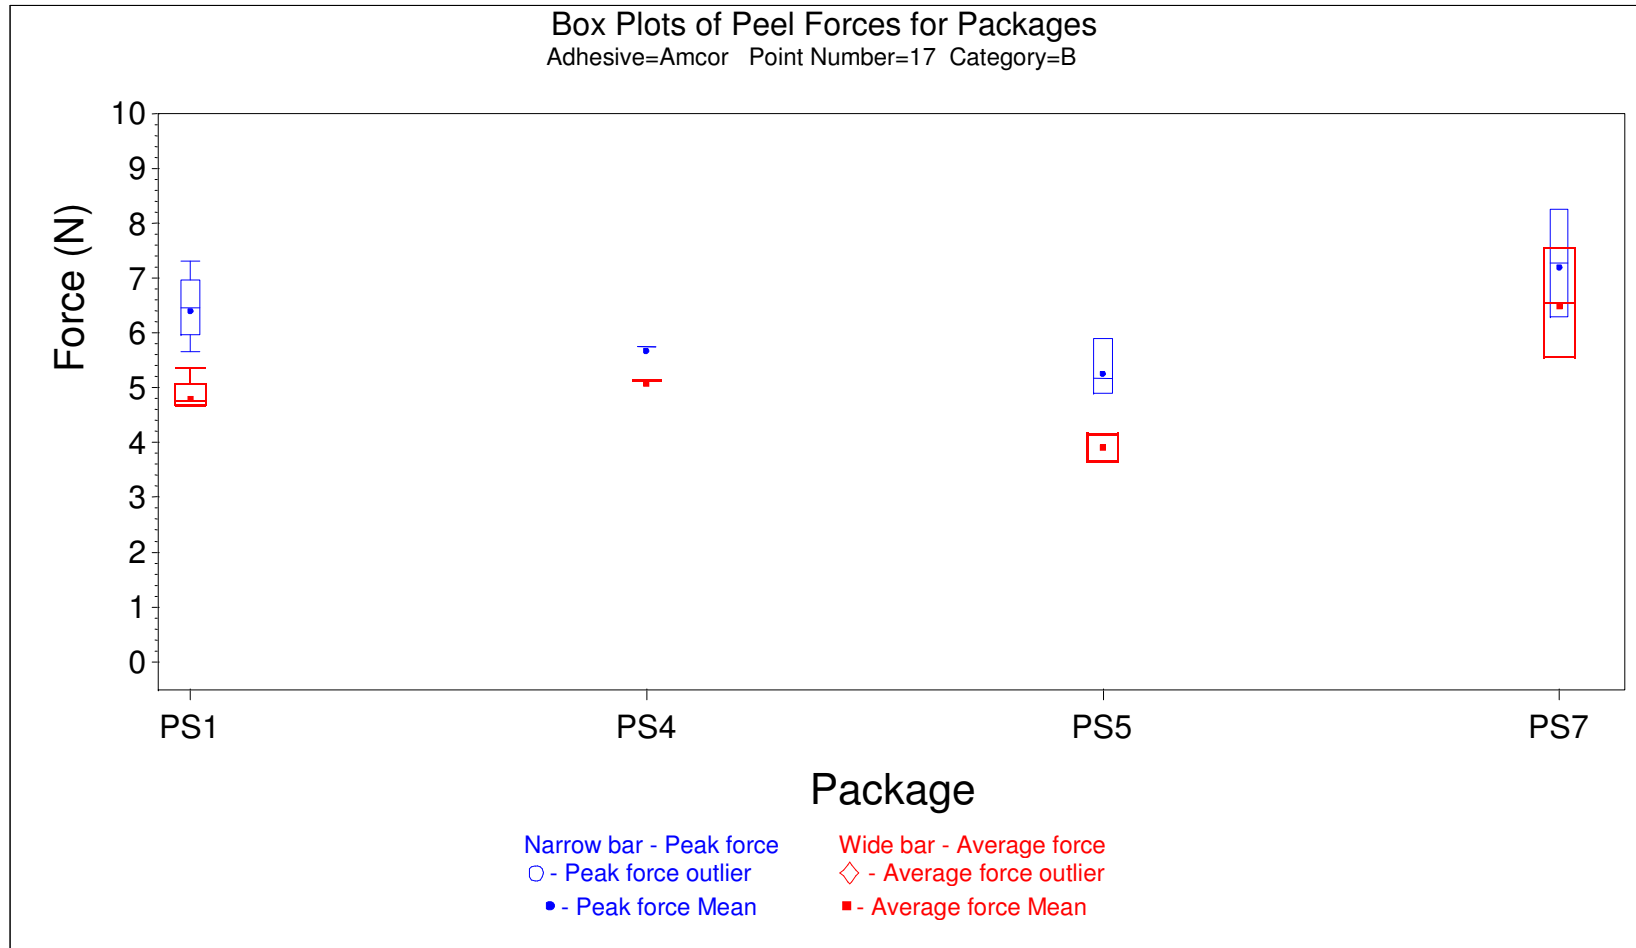 Box Plots of Peel Forces for Packages
Adhesive=Amcor Point Number=17 Category=B
Force (N)
10
9
8
7
6
5
4
3
2
1
0
PS1 PS4 PS5 PS7
Package
Narrow bar - Peak force Wide bar - Average force
- Peak force outlier - Average force outlier
- Peak force Mean - Average force Mean